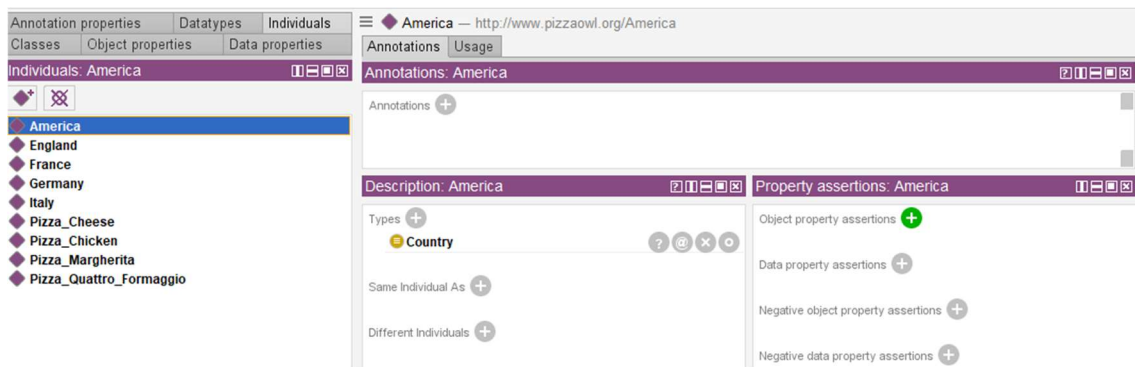 Annotation properties Datatypes Individuals
Classes Object properties Data properties
Individuals: America
America
England
France
Germany
Italy
Pizza_Cheese
Pizza_Chicken
Pizza_Margherita
Pizza_Quattro_Formaggio
America — http://www.pizzaowl.org/America
Annotations Usage
Annotations: America
Annotations
Description: America
Types
Country
Same Individual As
Different Individuals
Property assertions: America
Object property assertions
Data property assertions
Negative object property assertions
Negative data property assertions